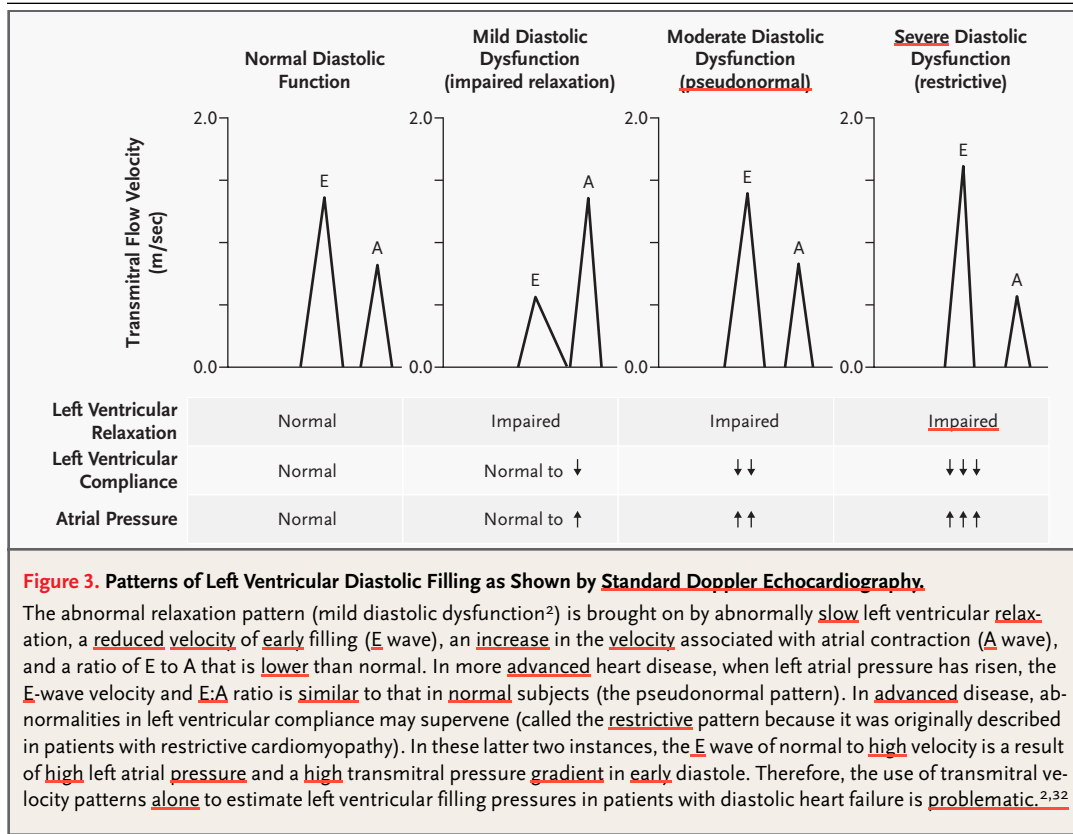 Normal Diastolic
Function
Mild Diastolic
Dysfunction
(impaired relaxation)
Moderate Diastolic
Dysfunction
(pseudonormal)
Severe Diastolic
Dysfunction
(restrictive)
Transmitral Flow Velocity
(m/sec)
2.0
0.0
E
A
2.0
0.0
E
A
2.0
0.0
E
A
2.0
0.0
E
A
Left Ventricular
Relaxation
Normal
Impaired
Impaired
Impaired
Left Ventricular
Compliance
Normal
Normal to ↓
↓↓
↓↓↓
Atrial Pressure
Normal
Normal to ↑
↑↑
↑↑↑
Figure 3. Patterns of Left Ventricular Diastolic Filling as Shown by Standard Doppler Echocardiography.
The abnormal relaxation pattern (mild diastolic dysfunction²) is brought on by abnormally slow left ventricular relax-
ation, a reduced velocity of early filling (E wave), an increase in the velocity associated with atrial contraction (A wave),
and a ratio of E to A that is lower than normal. In more advanced heart disease, when left atrial pressure has risen, the
E-wave velocity and E:A ratio is similar to that in normal subjects (the pseudonormal pattern). In advanced disease, ab-
normalities in left ventricular compliance may supervene (called the restrictive pattern because it was originally described
in patients with restrictive cardiomyopathy). In these latter two instances, the E wave of normal to high velocity is a result
of high left atrial pressure and a high transmitral pressure gradient in early diastole. Therefore, the use of transmitral ve-
locity patterns alone to estimate left ventricular filling pressures in patients with diastolic heart failure is problematic.²,³²